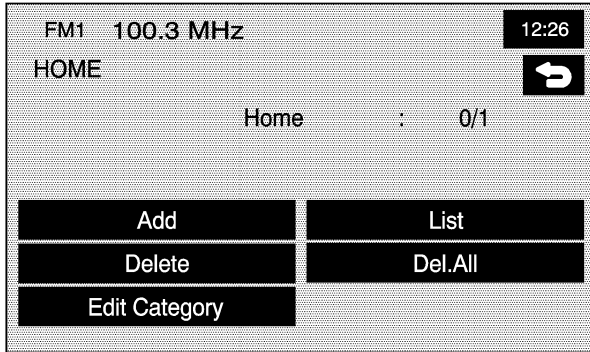 FM1 100.3 MHz 12:26
HOME
Home : 0/1
Add List
Delete Del.All
Edit Category